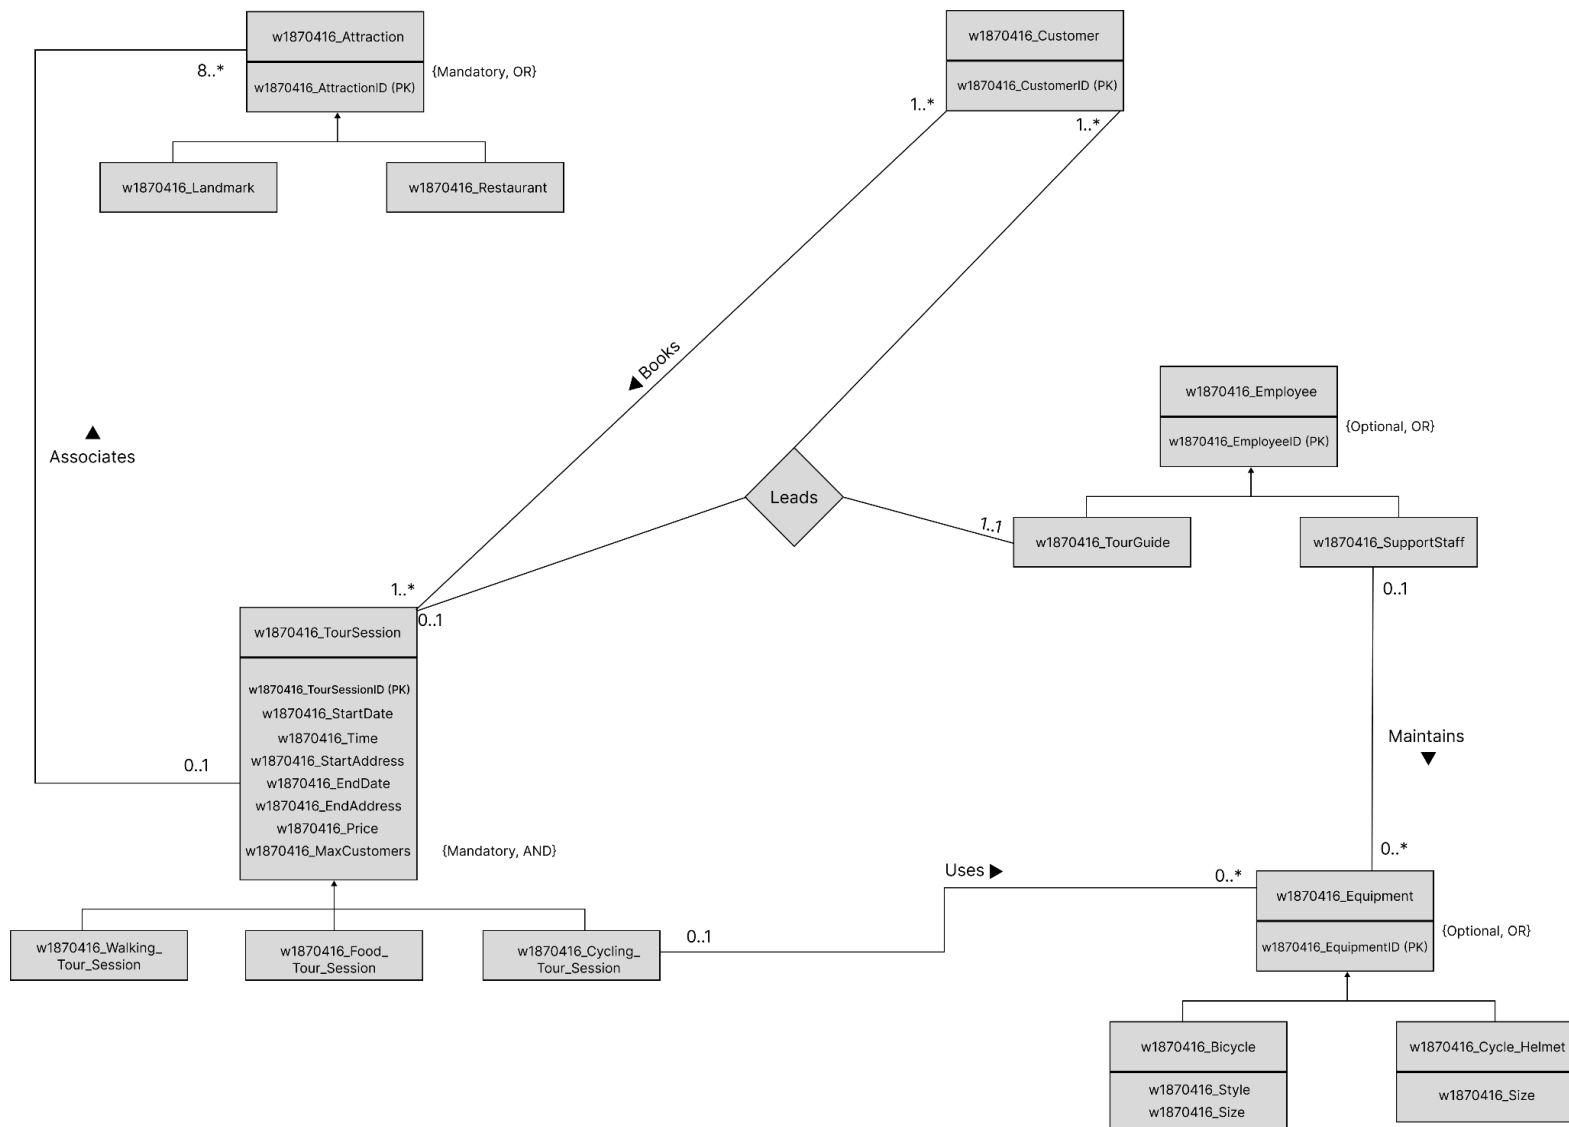 w1870416_Attraction
8..*
{Mandatory, OR}
w1870416_AttractionID (PK)
w1870416_Landmark
w1870416_Restaurant
w1870416_Customer
w1870416_CustomerID (PK)
1..*
1..*
Books
Associates
w1870416_Employee
w1870416_EmployeeID (PK)
{Optional, OR}
Leads
1..1
w1870416_TourGuide
w1870416_SupportStaff
0..1
1..*
0..1
w1870416_TourSession
w1870416_TourSessionID (PK)
w1870416_StartDate
w1870416_Time
w1870416_StartAddress
w1870416_EndDate
w1870416_EndAddress
w1870416_Price
w1870416_MaxCustomers
0..1
{Mandatory, AND}
Maintains
0..*
Uses
0..*
w1870416_Equipment
w1870416_EquipmentID (PK)
{Optional, OR}
w1870416_Walking_
Tour_Session
w1870416_Food_
Tour_Session
w1870416_Cycling_
Tour_Session
0..1
w1870416_Bicycle
w1870416_Style
w1870416_Size
w1870416_Cycle_Helmet
w1870416_Size